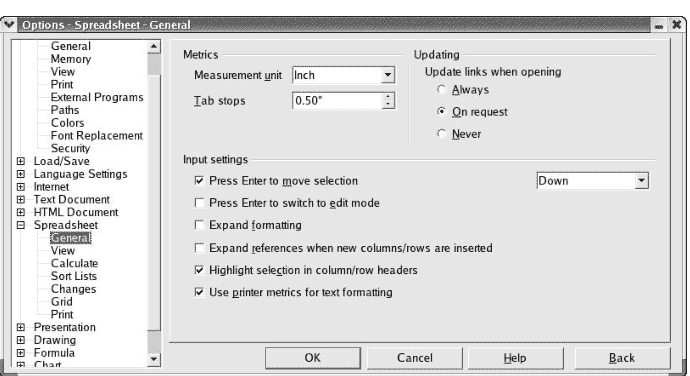 Options - Spreadsheet - General
General
Memory
View
Print
External Programs
Paths
Colors
Font Replacement
Security
Load/Save
Language Settings
Internet
Text Document
HTML Document
Spreadsheet
General
View
Calculate
Sort Lists
Changes
Grid
Print
Presentation
Drawing
Formula
Chart
Metrics
Measurement unit Inch
Tab stops 0.50"
Updating
Update links when opening
Always
On request
Never
Input settings
Press Enter to move selection Down
Press Enter to switch to edit mode
Expand formatting
Expand references when new columns/rows are inserted
Highlight selection in column/row headers
Use printer metrics for text formatting
OK Cancel Help Back